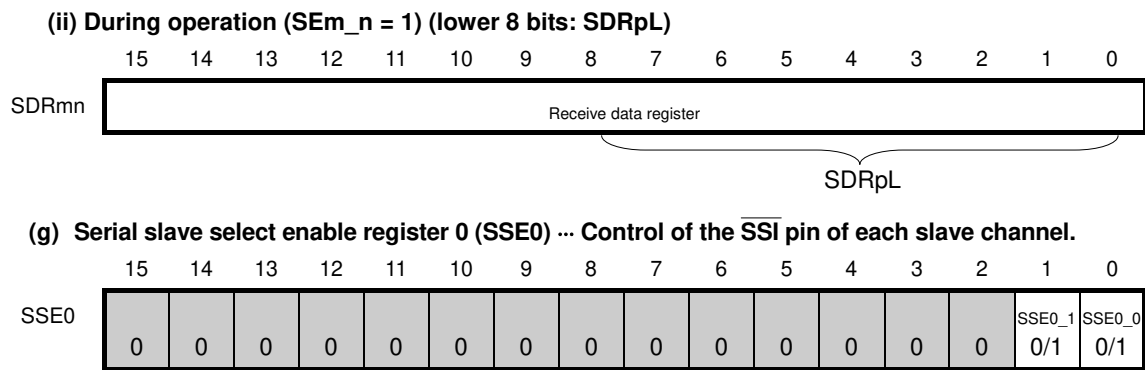 (ii) During operation (SEm_n = 1) (lower 8 bits: SDRpL)
15 14 13 12 11 10 9 8 7 6 5 4 3 2 1 0
SDRmn Receive data register
SDRpL
(g) Serial slave select enable register 0 (SSE0) ··· Control of the S̅S̅I̅ pin of each slave channel.
15 14 13 12 11 10 9 8 7 6 5 4 3 2 1 0
SSE0 0 0 0 0 0 0 0 0 0 0 0 0 0 0 SSE0_1 0/1 SSE0_0 0/1